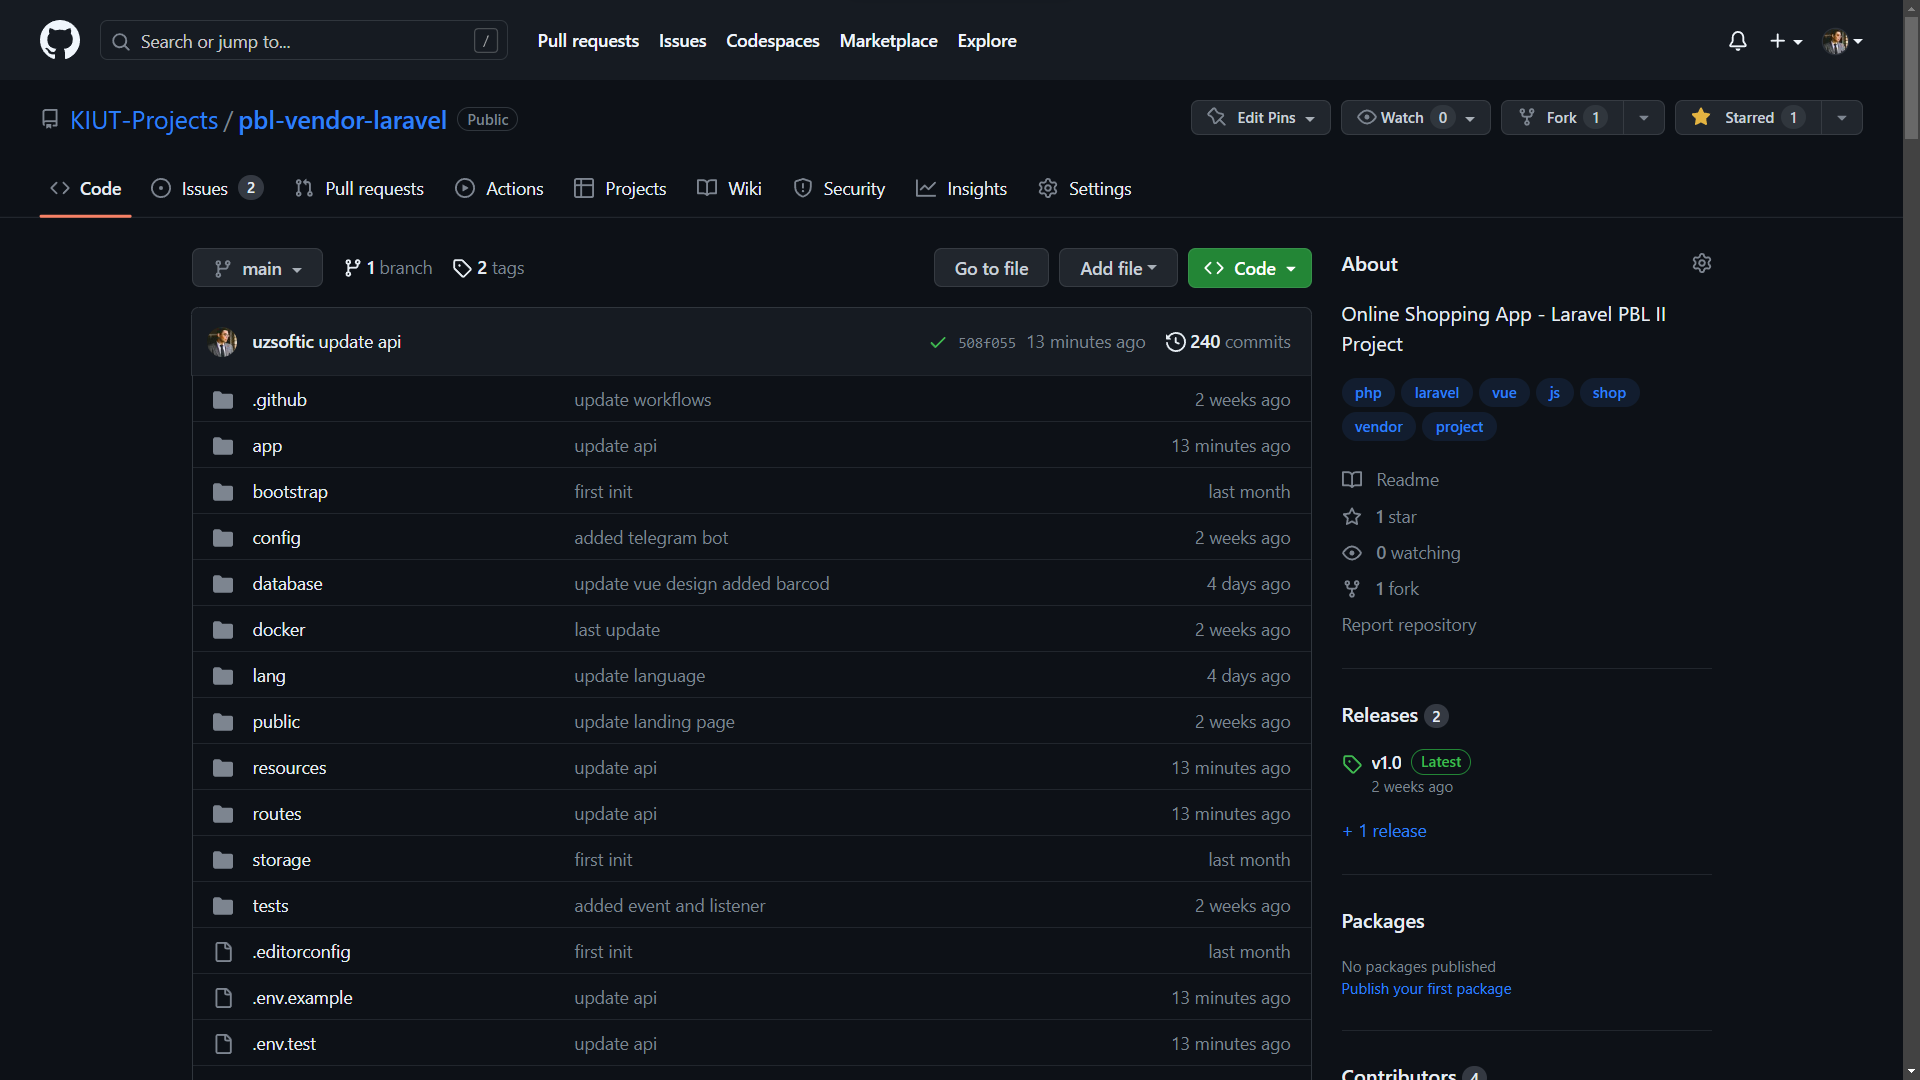 Search or jump to... /
Pull requests Issues Codespaces Marketplace Explore
KIUT-Projects / pbl-vendor-laravel Public
Edit Pins Watch 0 Fork 1 Starred 1
Code Issues 2 Pull requests Actions Projects Wiki Security Insights Settings
main 1 branch 2 tags Go to file Add file Code
uzsoftic update api 508f055 13 minutes ago 240 commits
.github update workflows 2 weeks ago
app update api 13 minutes ago
bootstrap first init last month
config added telegram bot 2 weeks ago
database update vue design added barcod 4 days ago
docker last update 2 weeks ago
lang update language 4 days ago
public update landing page 2 weeks ago
resources update api 13 minutes ago
routes update api 13 minutes ago
storage first init last month
tests added event and listener 2 weeks ago
.editorconfig first init last month
.env.example update api 13 minutes ago
.env.test update api 13 minutes ago
About
Online Shopping App - Laravel PBL II
Project
php laravel vue js shop
vendor project
Readme
1 star
0 watching
1 fork
Report repository
Releases 2
v1.0 Latest
2 weeks ago
+ 1 release
Packages
No packages published
Publish your first package
Contributors 4